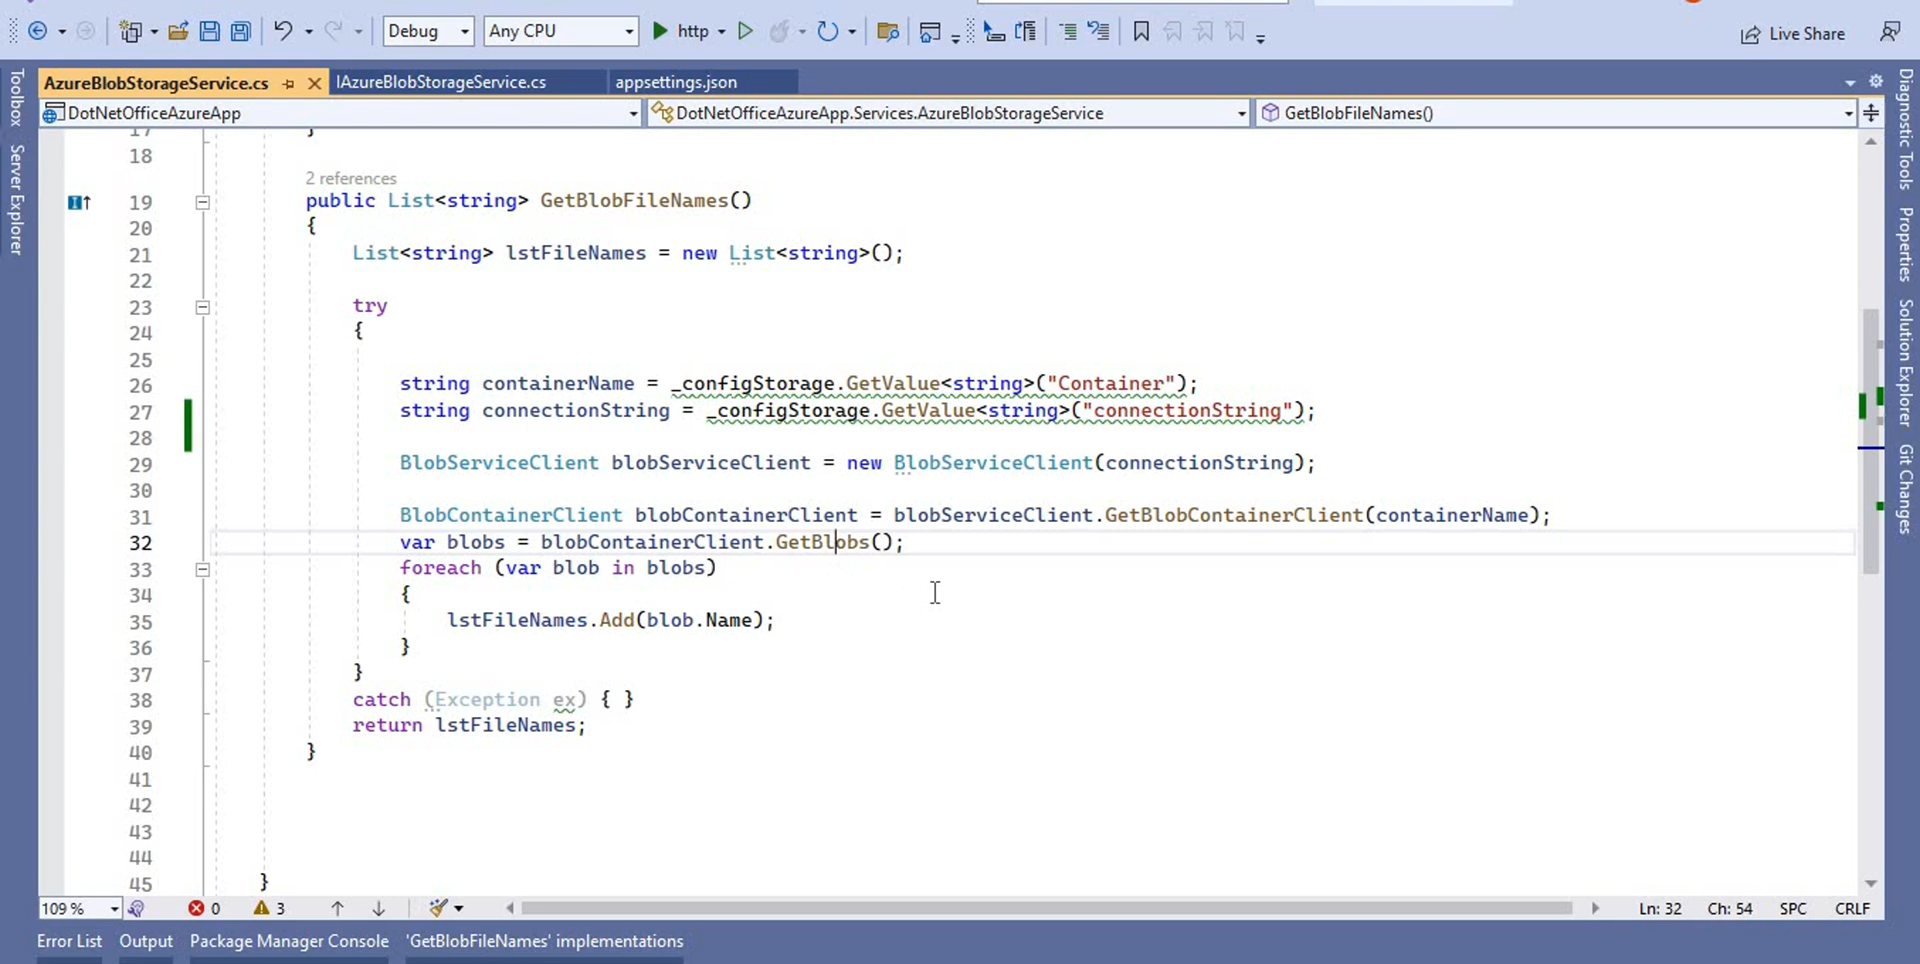 Debug
Any CPU
http
Live Share
AzureBlobStorageService.cs
IAzureBlobStorageService.cs
appsettings.json
DotNetOfficeAzureApp
DotNetOfficeAzureApp.Services.AzureBlobStorageService
GetBlobFileNames()
Toolbox
Server Explorer
Diagnostic Tools
Properties
Solution Explorer
Git Changes
17 }
18
2 references
19 public List<string> GetBlobFileNames()
20 {
21 List<string> lstFileNames = new List<string>();
22
23 try
24 {
25
26 string containerName = _configStorage.GetValue<string>("Container");
27 string connectionString = _configStorage.GetValue<string>("connectionString");
28
29 BlobServiceClient blobServiceClient = new BlobServiceClient(connectionString);
30
31 BlobContainerClient blobContainerClient = blobServiceClient.GetBlobContainerClient(containerName);
32 var blobs = blobContainerClient.GetBlobs();
33 foreach (var blob in blobs)
34 {
35 lstFileNames.Add(blob.Name);
36 }
37 }
38 catch (Exception ex) { }
39 return lstFileNames;
40 }
41
42
43
44
45 }
109 % 0 3 Ln: 32 Ch: 54 SPC CRLF
Error List Output Package Manager Console 'GetBlobFileNames' implementations